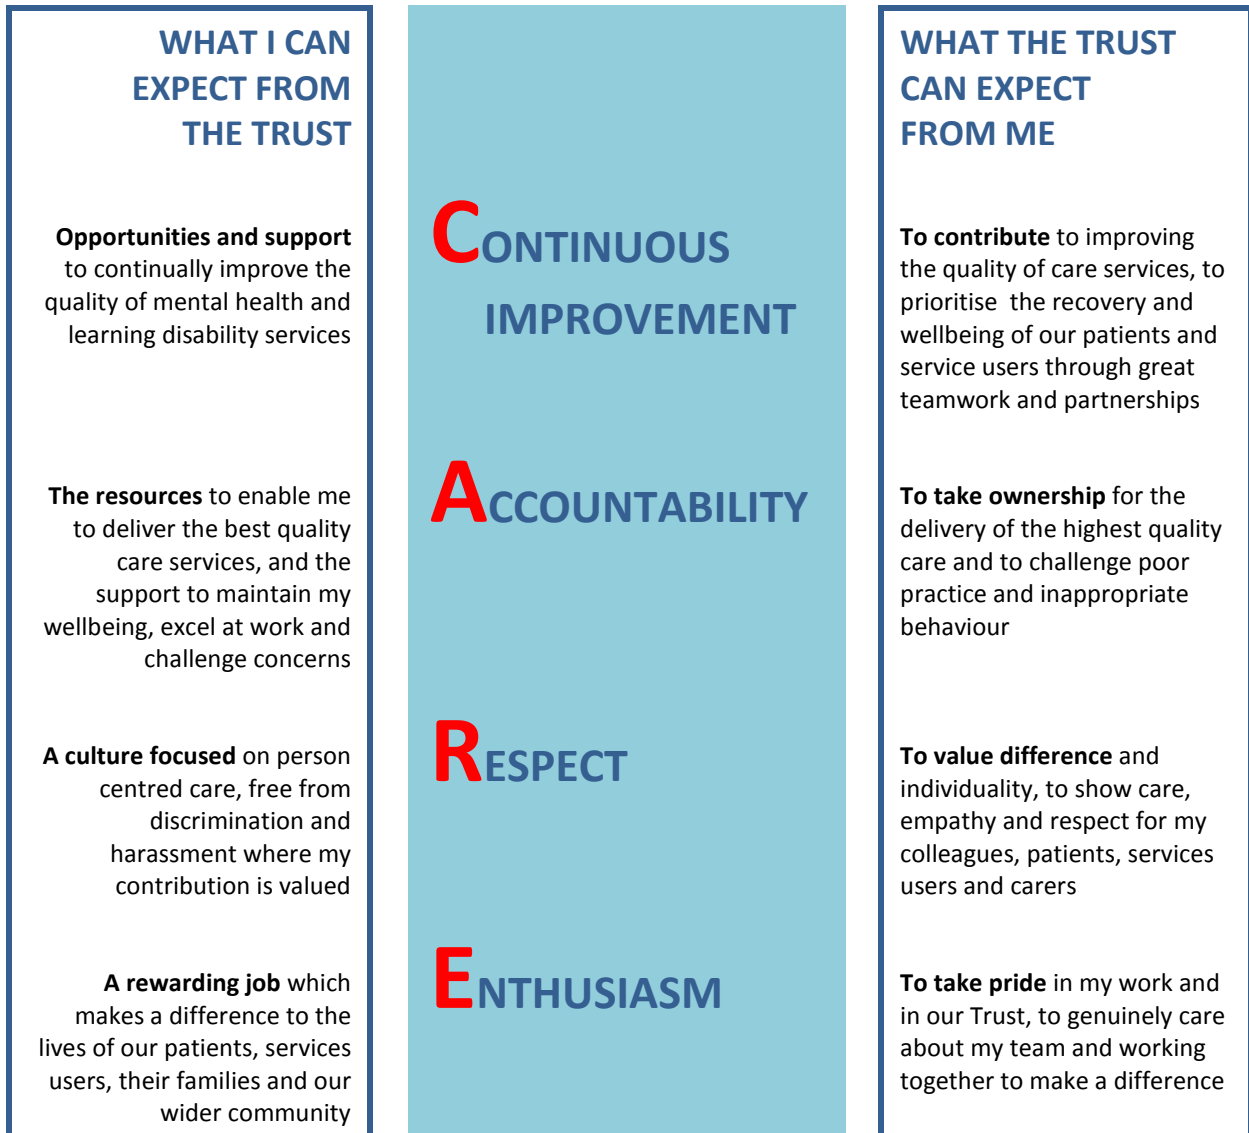 WHAT I CAN
EXPECT FROM
THE TRUST
Opportunities and support
to continually improve the
quality of mental health and
learning disability services
The resources to enable me
to deliver the best quality
care services, and the
support to maintain my
wellbeing, excel at work and
challenge concerns
A culture focused on person
centred care, free from
discrimination and
harassment where my
contribution is valued
A rewarding job which
makes a difference to the
lives of our patients, services
users, their families and our
wider community
CONTINUOUS
IMPROVEMENT
ACCOUNTABILITY
RESPECT
ENTHUSIASM
WHAT THE TRUST
CAN EXPECT
FROM ME
To contribute to improving
the quality of care services, to
prioritise  the recovery and
wellbeing of our patients and
service users through great
teamwork and partnerships
To take ownership for the
delivery of the highest quality
care and to challenge poor
practice and inappropriate
behaviour
To value difference and
individuality, to show care,
empathy and respect for my
colleagues, patients, services
users and carers
To take pride in my work and
in our Trust, to genuinely care
about my team and working
together to make a difference